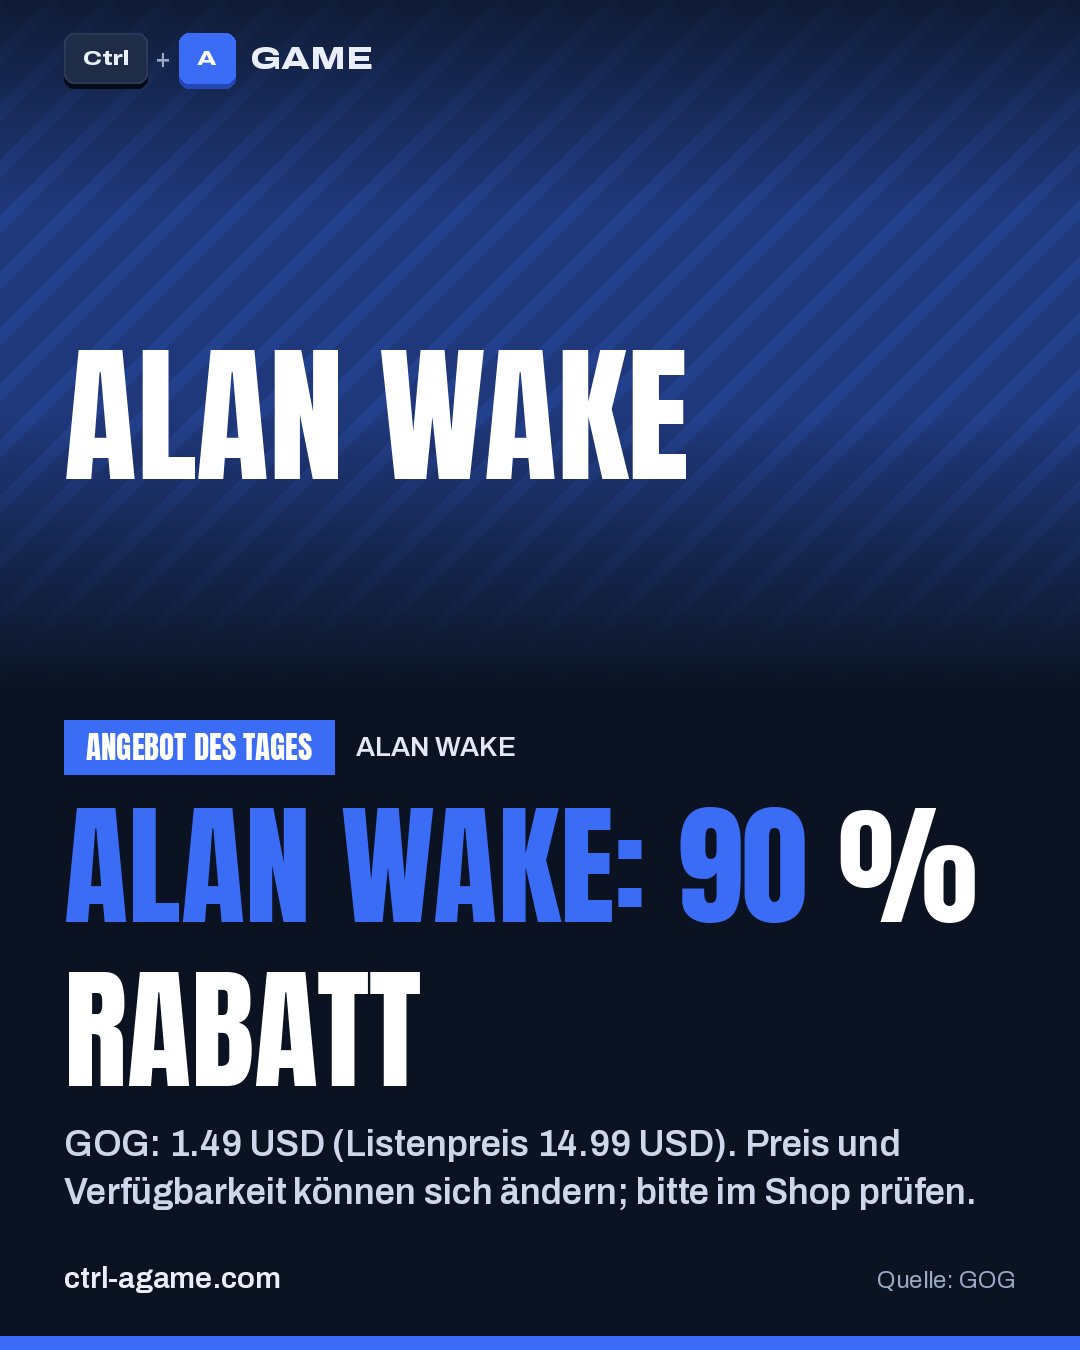 Ctrl + A GAME
ALAN WAKE
ANGEBOT DES TAGES ALAN WAKE
ALAN WAKE: 90 %
RABATT
GOG: 1.49 USD (Listenpreis 14.99 USD). Preis und
Verfügbarkeit können sich ändern; bitte im Shop prüfen.
ctrl-agame.com Quelle: GOG